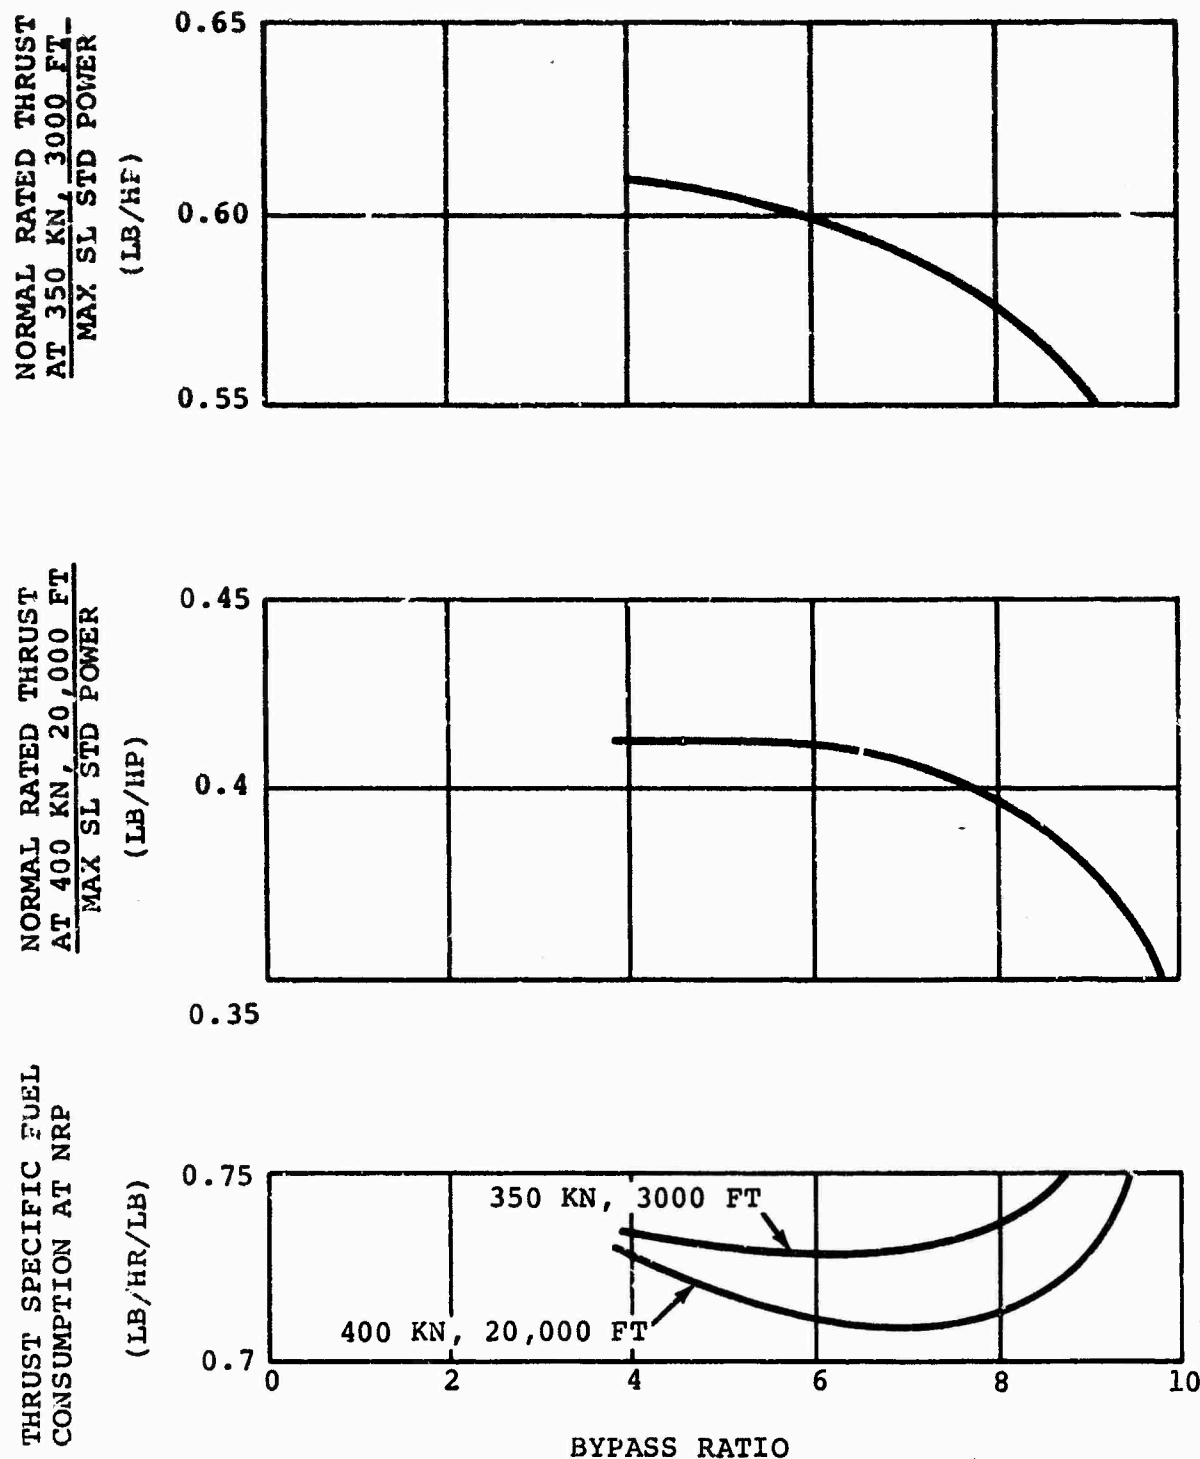 NORMAL RATED THRUST
AT 350 KN, 3000 FT
MAX SL STD POWER
(LB/HP)
0.65
0.60
0.55
NORMAL RATED THRUST
AT 400 KN, 20,000 FT
MAX SL STD POWER
(LB/HP)
0.45
0.4
0.35
THRUST SPECIFIC FUEL
CONSUMPTION AT NRP
(LB/HR/LB)
0.75
0.7
350 KN, 3000 FT
400 KN, 20,000 FT
0 2 4 6 8 10
BYPASS RATIO